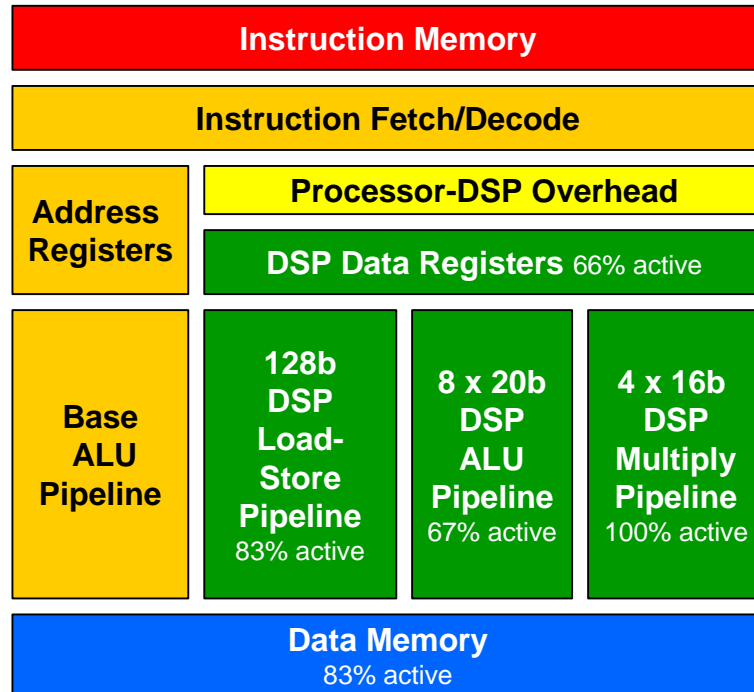 Instruction Memory
Instruction Fetch/Decode
Address
Registers
Processor-DSP Overhead
DSP Data Registers 66% active
Base
ALU
Pipeline
128b
DSP
Load-
Store
Pipeline
83% active
8 x 20b
DSP
ALU
Pipeline
67% active
4 x 16b
DSP
Multiply
Pipeline
100% active
Data Memory
83% active